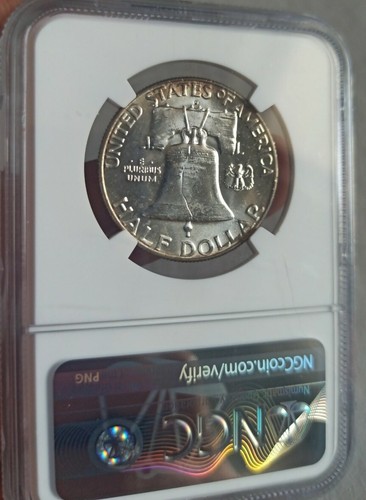 UNITED STATES OF AMERICA
E
PLURIBUS
UNUM
HALF DOLLAR
NGCcoin.com/verify
PNG
NGC